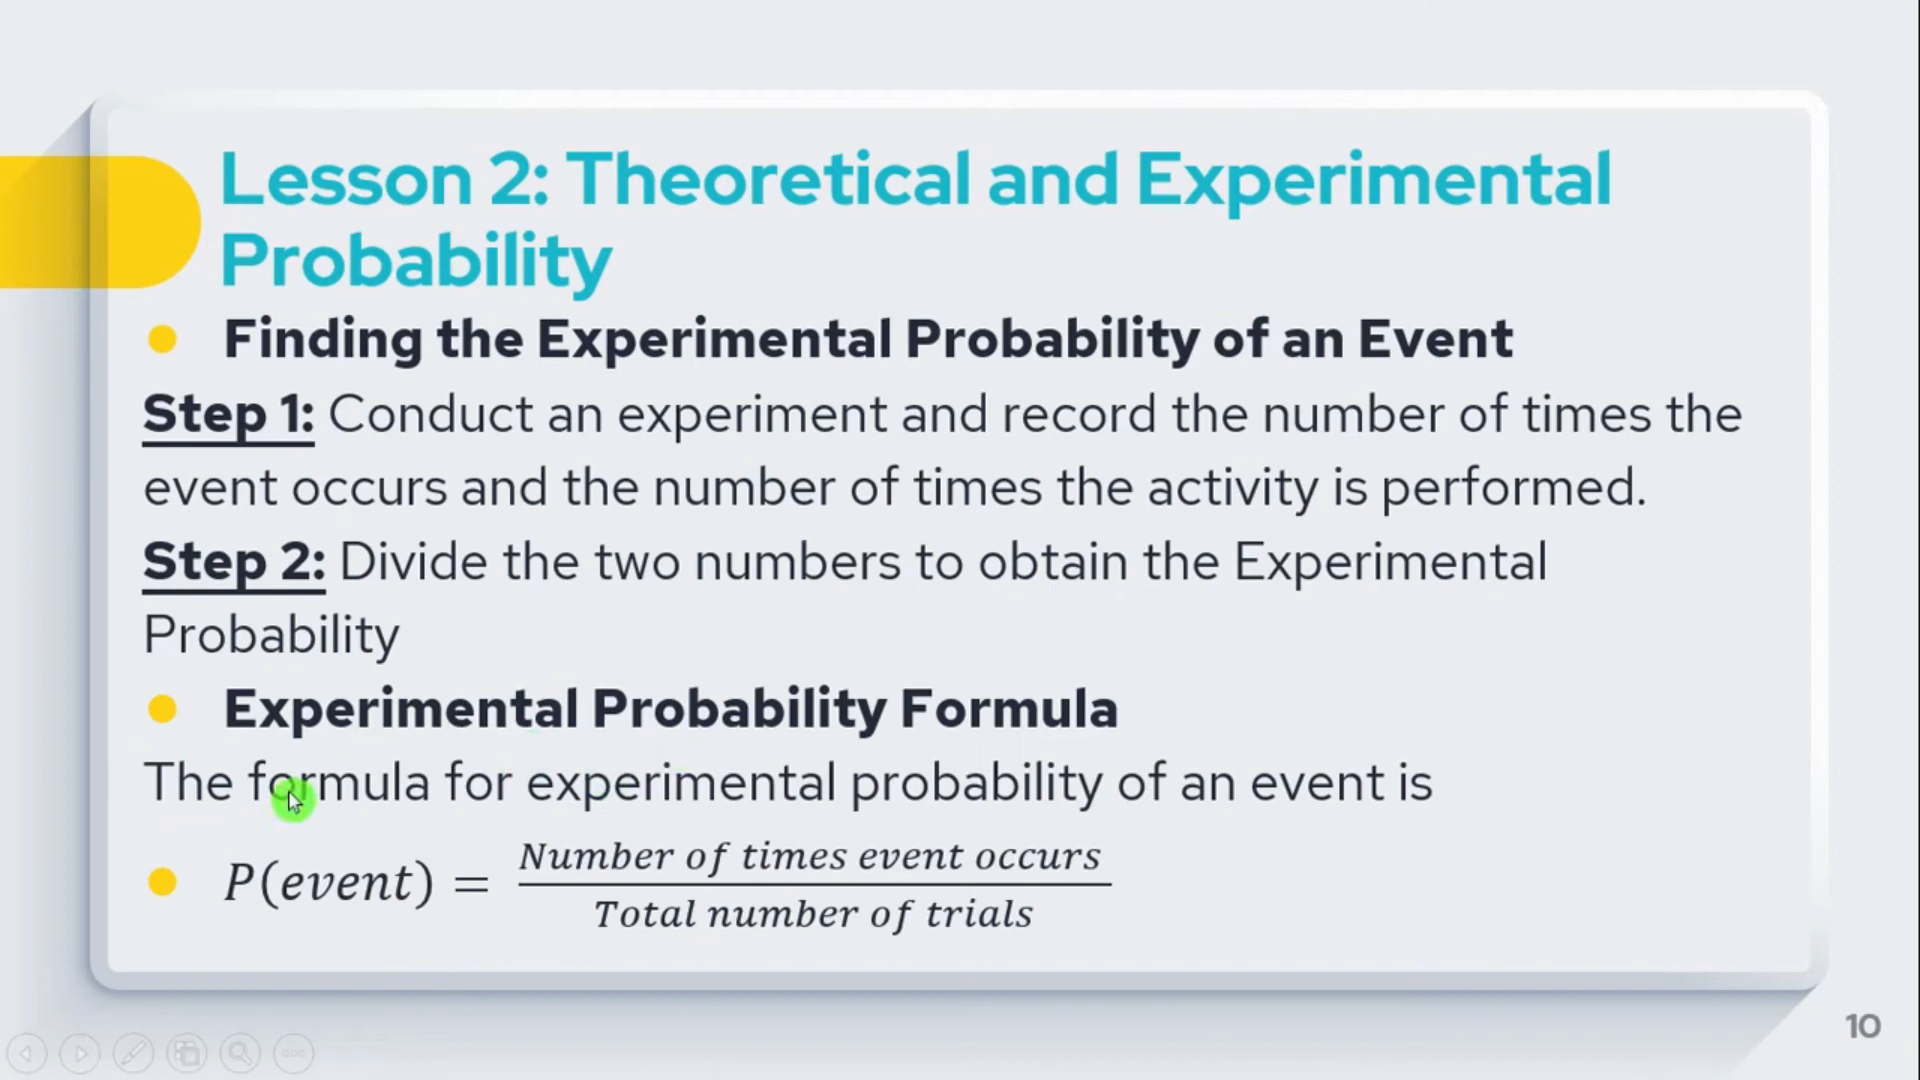 Lesson 2: Theoretical and Experimental
Probability
Finding the Experimental Probability of an Event
Step 1: Conduct an experiment and record the number of times the
event occurs and the number of times the activity is performed.
Step 2: Divide the two numbers to obtain the Experimental
Probability
Experimental Probability Formula
The formula for experimental probability of an event is
P(event) = Number of times event occurs
Total number of trials
10